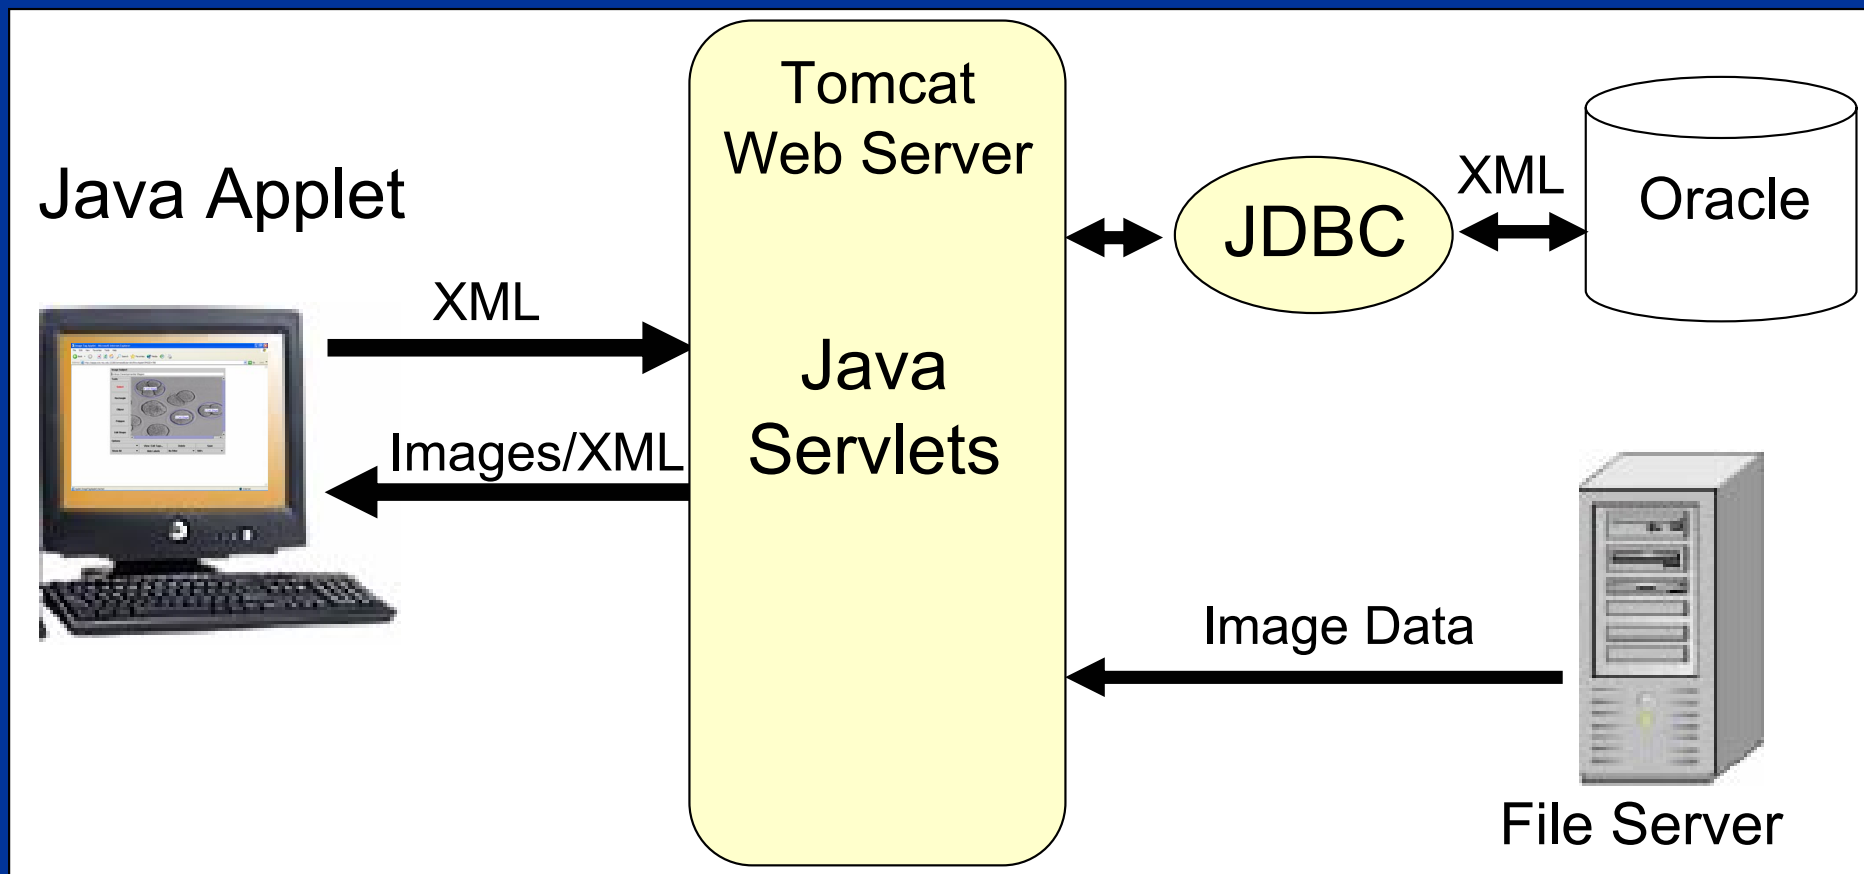 Java Applet
XML
Images/XML
Tomcat
Web Server
Java
Servlets
JDBC
XML
Oracle
Image Data
File Server